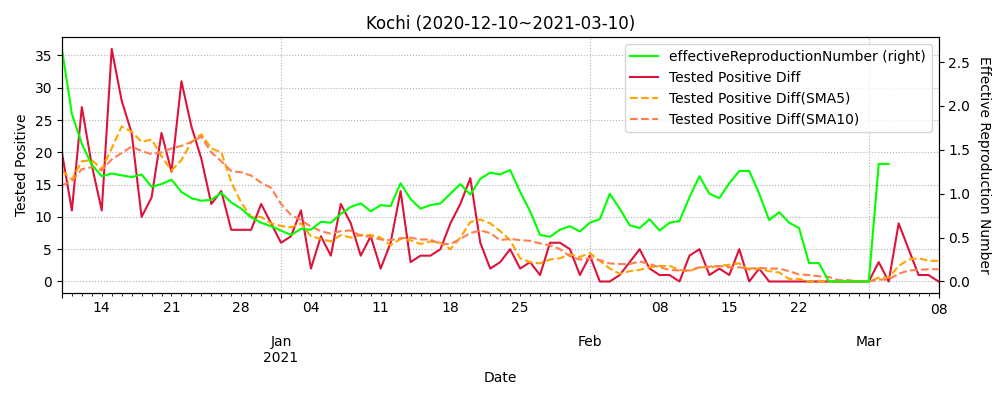 Kochi (2020-12-10~2021-03-10)
effectiveReproductionNumber (right)
Tested Positive Diff
Tested Positive Diff(SMA5)
Tested Positive Diff(SMA10)
Tested Positive
35
30
25
20
15
10
5
0
2.5
2.0
1.5
1.0
0.5
0.0
Effective Reproduction Number
14 21 28 04 11 18 25 08 15 22 08
Jan Feb Mar
2021
Date